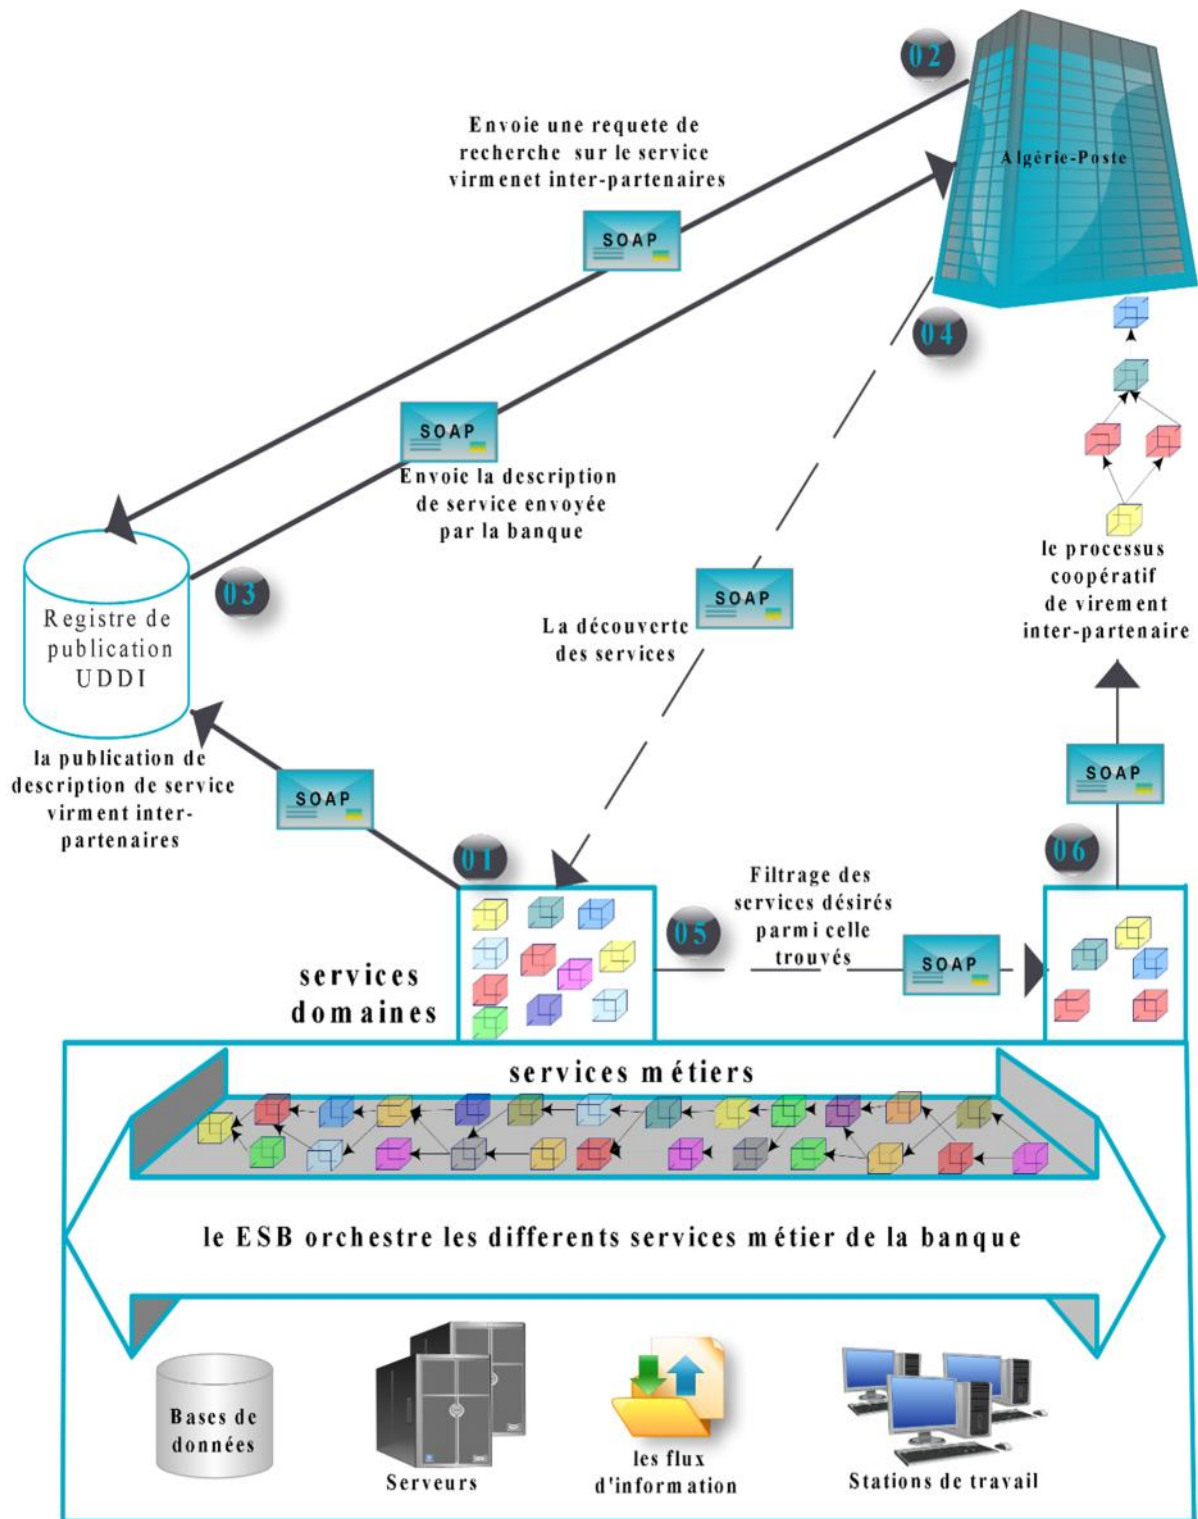 02
Envoie une requete de
recherche sur le service
virmenet inter-partenaires
Algérie-Poste
SOAP
04
SOAP
Envoie la description
de service envoyée
par la banque
le processus
coopératif
de virement
inter-partenaire
03
Registre de
publication
UDDI
SOAP
La découverte
des services
la publication de
description de service
virment inter-
partenaires
SOAP
SOAP
01
06
Filtrage des
services désirés
parmi celle
trouvés
05
SOAP
services
domaines
services métiers
le ESB orchestre les differents services métier de la banque
Bases de
données
Serveurs
les flux
d'information
Stations de travail